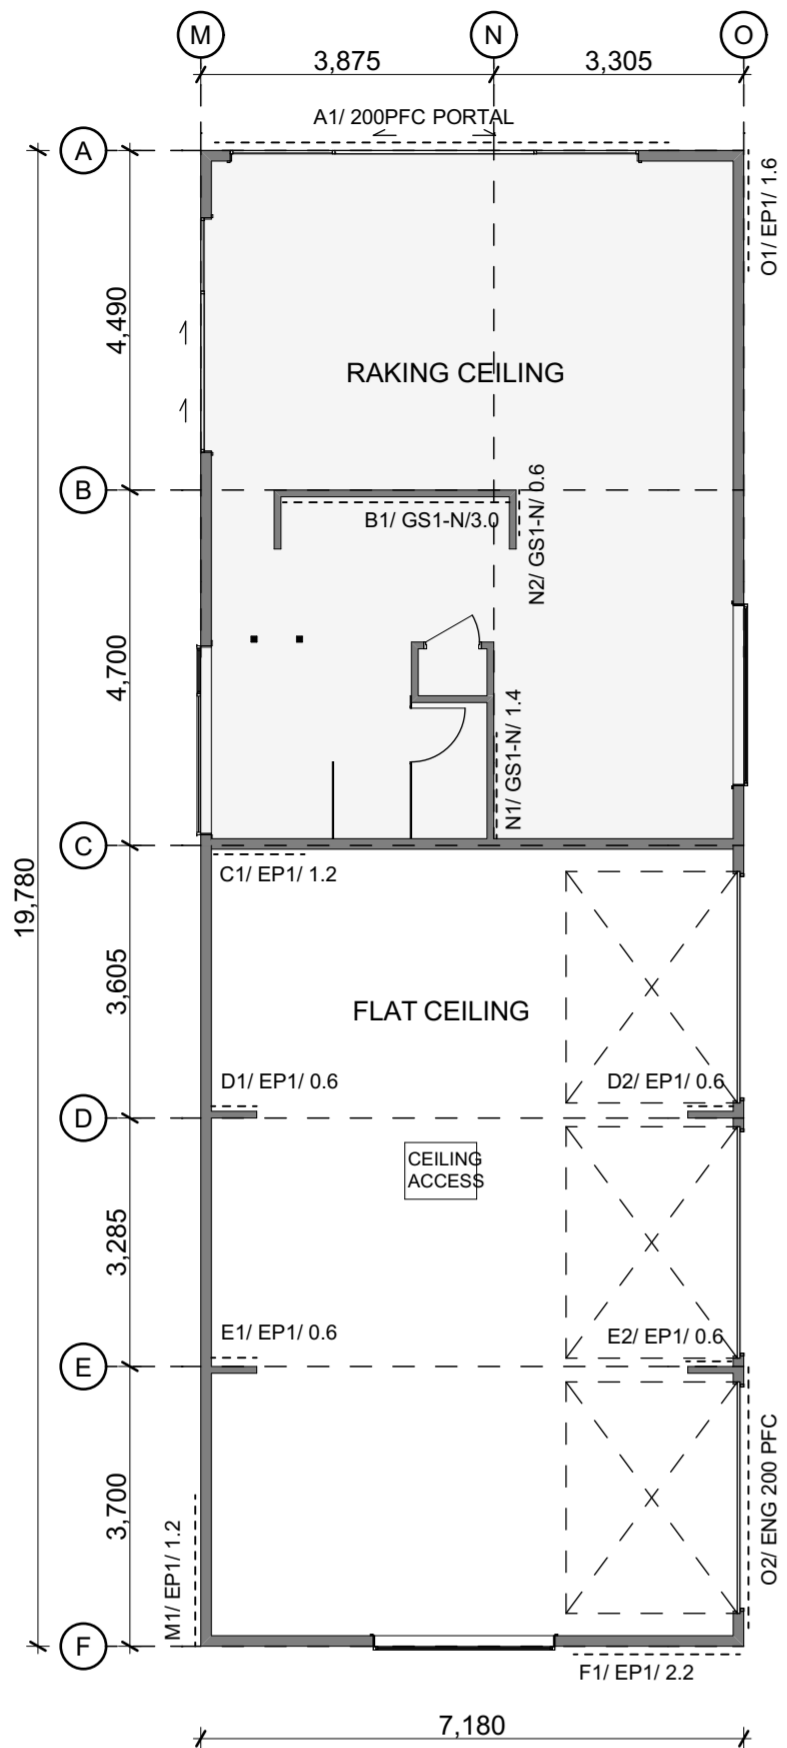 M
N
O
3,875
3,305
A1/ 200PFC PORTAL
A
O1/ EP1/ 1.6
4,490
RAKING CEILING
B
B1/ GS1-N/3.0
N2/ GS1-N/ 0.6
4,700
N1/ GS1-N/ 1.4
C
C1/ EP1/ 1.2
19,780
3,605
FLAT CEILING
D1/ EP1/ 0.6
D2/ EP1/ 0.6
D
CEILING
ACCESS
3,285
E1/ EP1/ 0.6
E2/ EP1/ 0.6
E
3,700
O2/ ENG 200 PFC
M1/ EP1/ 1.2
F
F1/ EP1/ 2.2
7,180